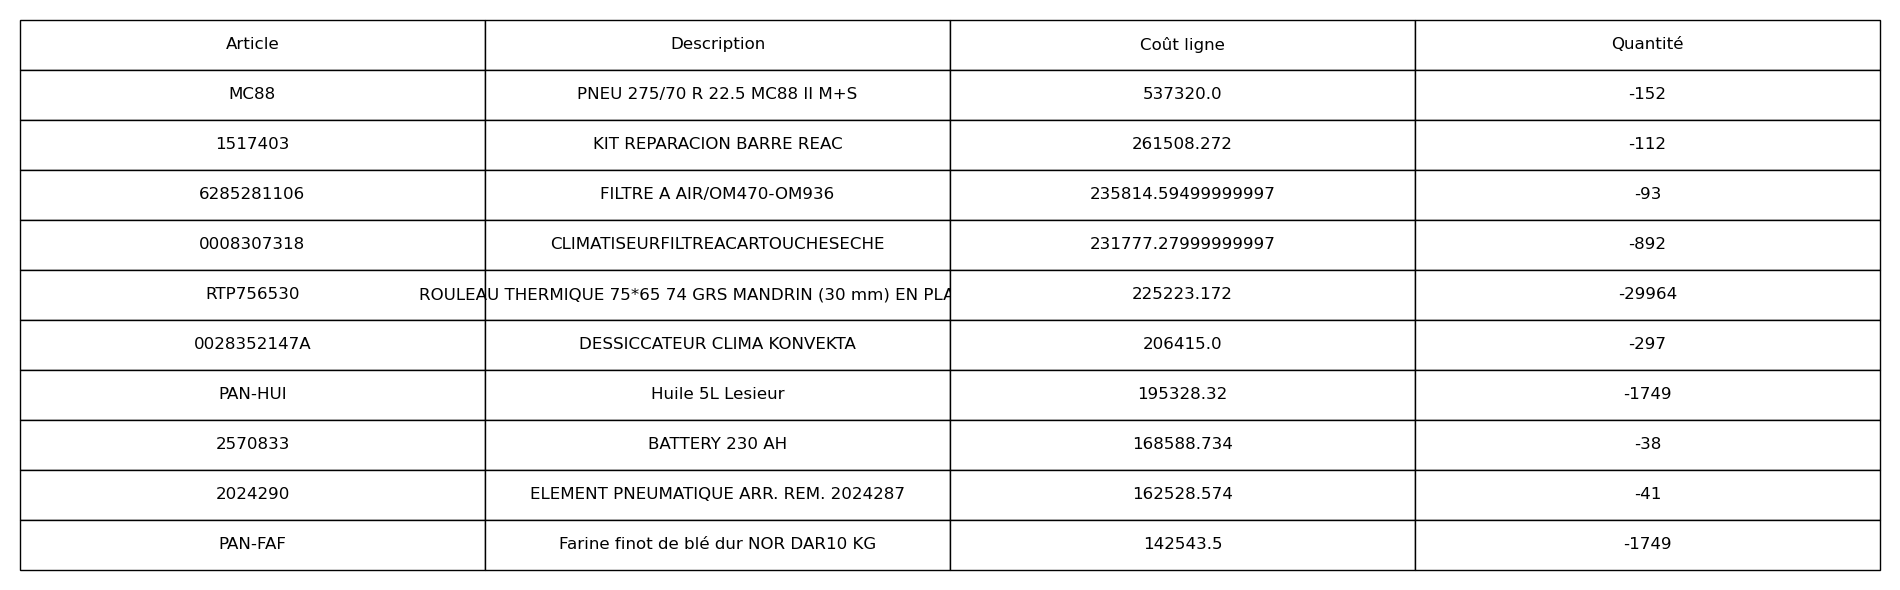 Article Description Coût ligne Quantité
MC88 PNEU 275/70 R 22.5 MC88 II M+S 537320.0 -152
1517403 KIT REPARACION BARRE REAC 261508.272 -112
6285281106 FILTRE A AIR/OM470-OM936 235814.59499999997 -93
0008307318 CLIMATISEURFILTREACARTOUCHESECHE 231777.27999999997 -892
RTP756530 ROULEAU THERMIQUE 75*65 74 GRS MANDRIN (30 mm) EN 225223.172 -29964
0028352147A DESSICCATEUR CLIMA KONVEKTA 206415.0 -297
PAN-HUI Huile 5L Lesieur 195328.32 -1749
2570833 BATTERY 230 AH 168588.734 -38
2024290 ELEMENT PNEUMATIQUE ARR. REM. 2024287 162528.574 -41
PAN-FAF Farine finot de blé dur NOR DAR10 KG 142543.5 -1749